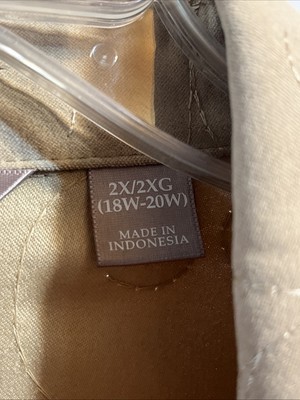 2X/2XG
(18W-20W)
MADE IN
INDONESIA